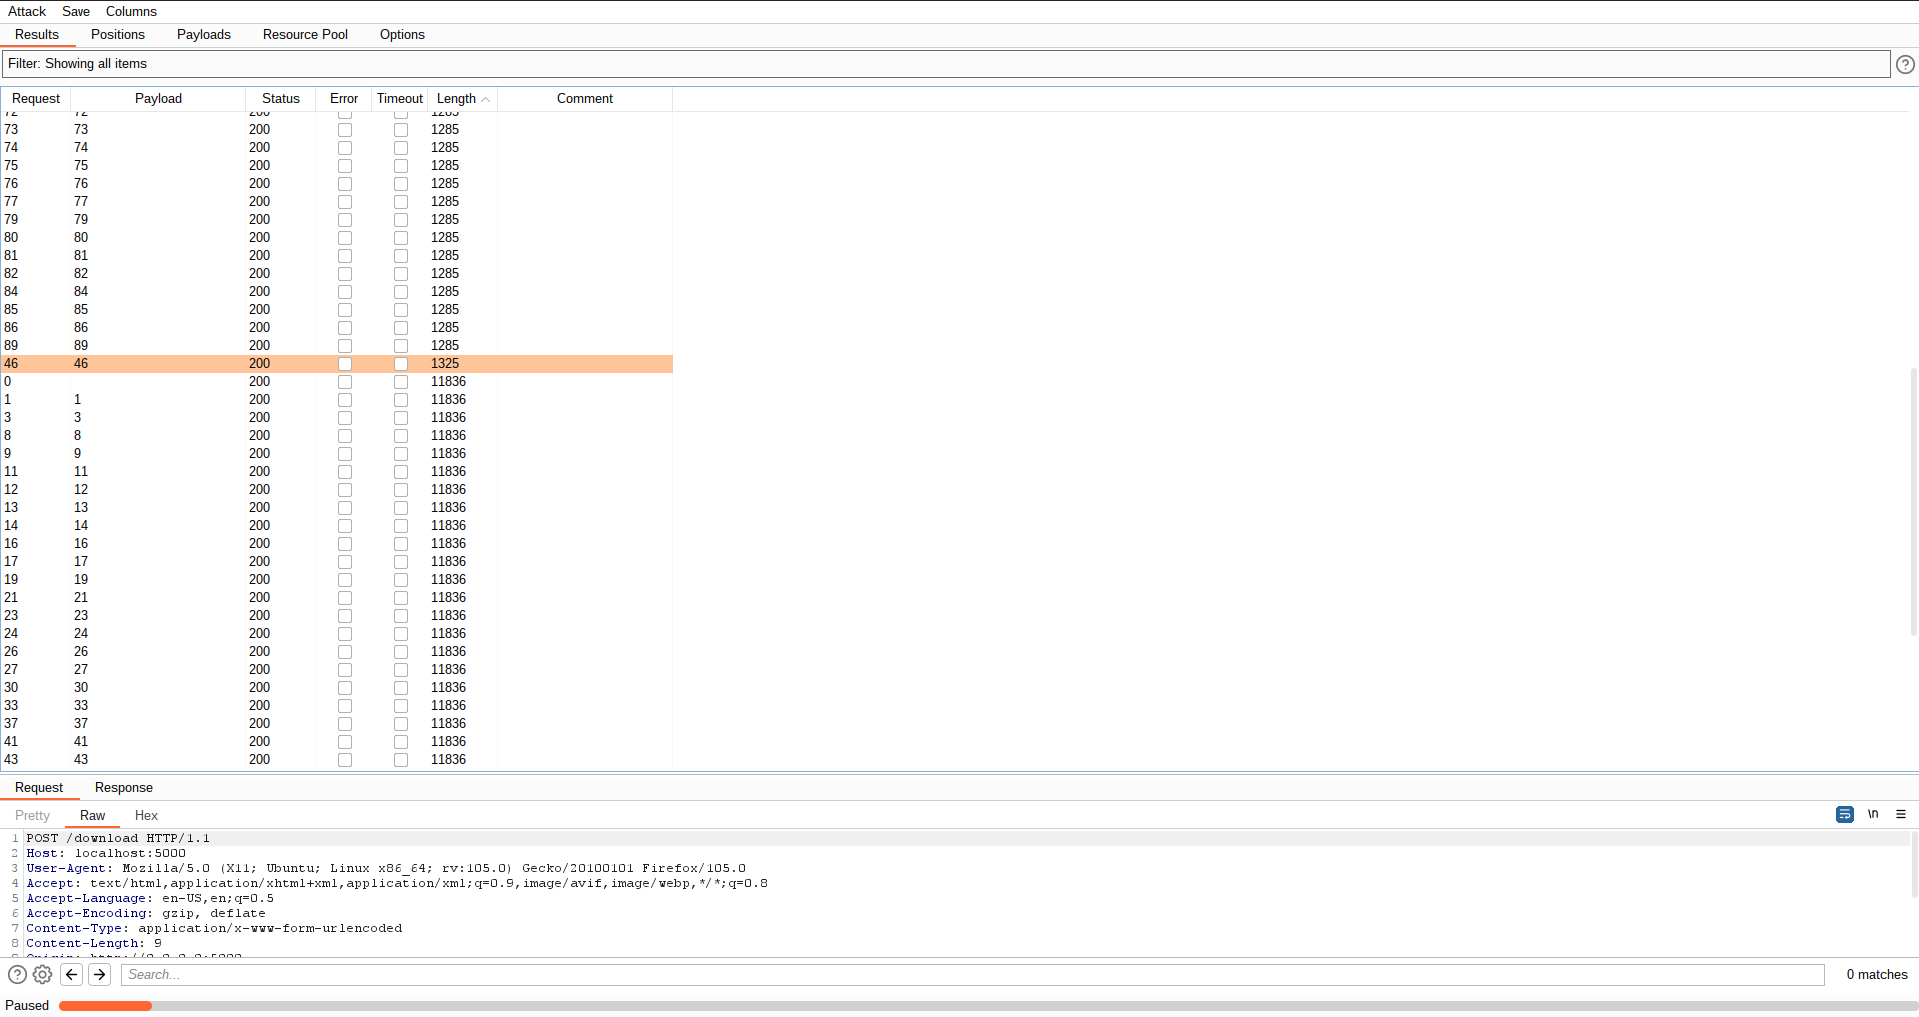 Attack Save Columns
Results Positions Payloads Resource Pool Options
Filter: Showing all items
Request Payload Status Error Timeout Length Comment
72 72 200 1285
73 73 200 1285
74 74 200 1285
75 75 200 1285
76 76 200 1285
77 77 200 1285
79 79 200 1285
80 80 200 1285
81 81 200 1285
82 82 200 1285
84 84 200 1285
85 85 200 1285
86 86 200 1285
89 89 200 1285
46 46 200 1325
0 200 11836
1 1 200 11836
3 3 200 11836
8 8 200 11836
9 9 200 11836
11 11 200 11836
12 12 200 11836
13 13 200 11836
14 14 200 11836
16 16 200 11836
17 17 200 11836
19 19 200 11836
21 21 200 11836
23 23 200 11836
24 24 200 11836
26 26 200 11836
27 27 200 11836
30 30 200 11836
33 33 200 11836
37 37 200 11836
41 41 200 11836
43 43 200 11836
Request Response
Pretty Raw Hex \n
1 POST /download HTTP/1.1
2 Host: localhost:5000
3 User-Agent: Mozilla/5.0 (X11; Ubuntu; Linux x86_64; rv:105.0) Gecko/20100101 Firefox/105.0
4 Accept: text/html,application/xhtml+xml,application/xml;q=0.9,image/avif,image/webp,*/*;q=0.8
5 Accept-Language: en-US,en;q=0.5
6 Accept-Encoding: gzip, deflate
7 Content-Type: application/x-www-form-urlencoded
8 Content-Length: 9
Search...
0 matches
Paused